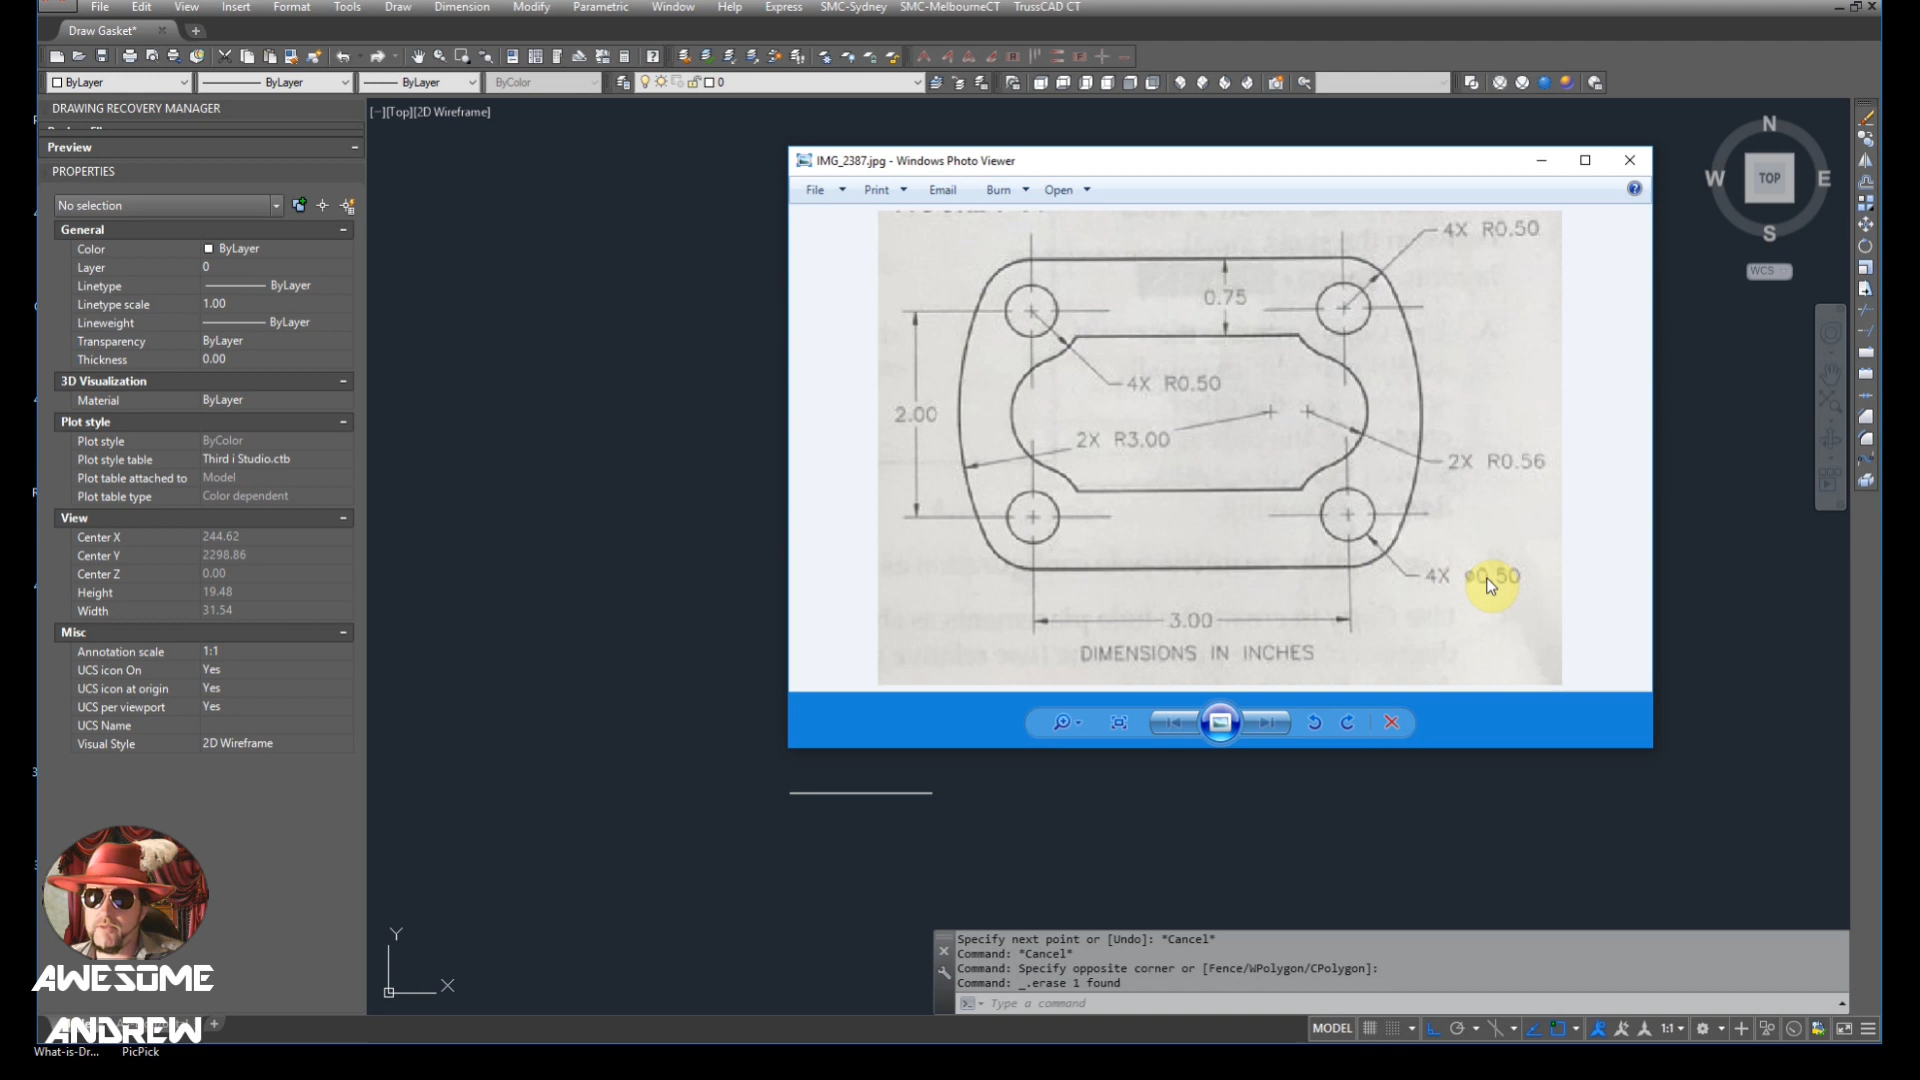 File Edit View Insert Format Tools Draw Dimension Modify Parametric Window Help Express SMC-Sydney SMC-MelbourneCT TrussCAD CT
Draw Gasket*
ByLayer ByLayer ByLayer ByColor 0
DRAWING RECOVERY MANAGER
Preview
PROPERTIES
No selection
General
Color ByLayer
Layer 0
Linetype ByLayer
Linetype scale 1.00
Lineweight ByLayer
Transparency ByLayer
Thickness 0.00
3D Visualization
Material ByLayer
Plot style
Plot style ByColor
Plot style table Third i Studio.ctb
Plot table attached to Model
Plot table type Color dependent
View
Center X 244.62
Center Y 2298.86
Center Z 0.00
Height 19.48
Width 31.54
Misc
Annotation scale 1:1
UCS icon On Yes
UCS icon at origin Yes
UCS per viewport Yes
UCS Name
Visual Style 2D Wireframe
AWESOME
ANDREW
What-is-Dr... PicPick
[−][Top][2D Wireframe]
IMG_2387.jpg - Windows Photo Viewer
File Print Email Burn Open
4X R0.50
0.75
4X R0.50
2.00
2X R3.00
2X R0.56
4X ø0.50
3.00
DIMENSIONS IN INCHES
N
W TOP E
S
WCS
Y
X
Specify next point or [Undo]: *Cancel*
Command: *Cancel*
Command: Specify opposite corner or [Fence/WPolygon/CPolygon]:
Command: _.erase 1 found
Type a command
MODEL 1:1